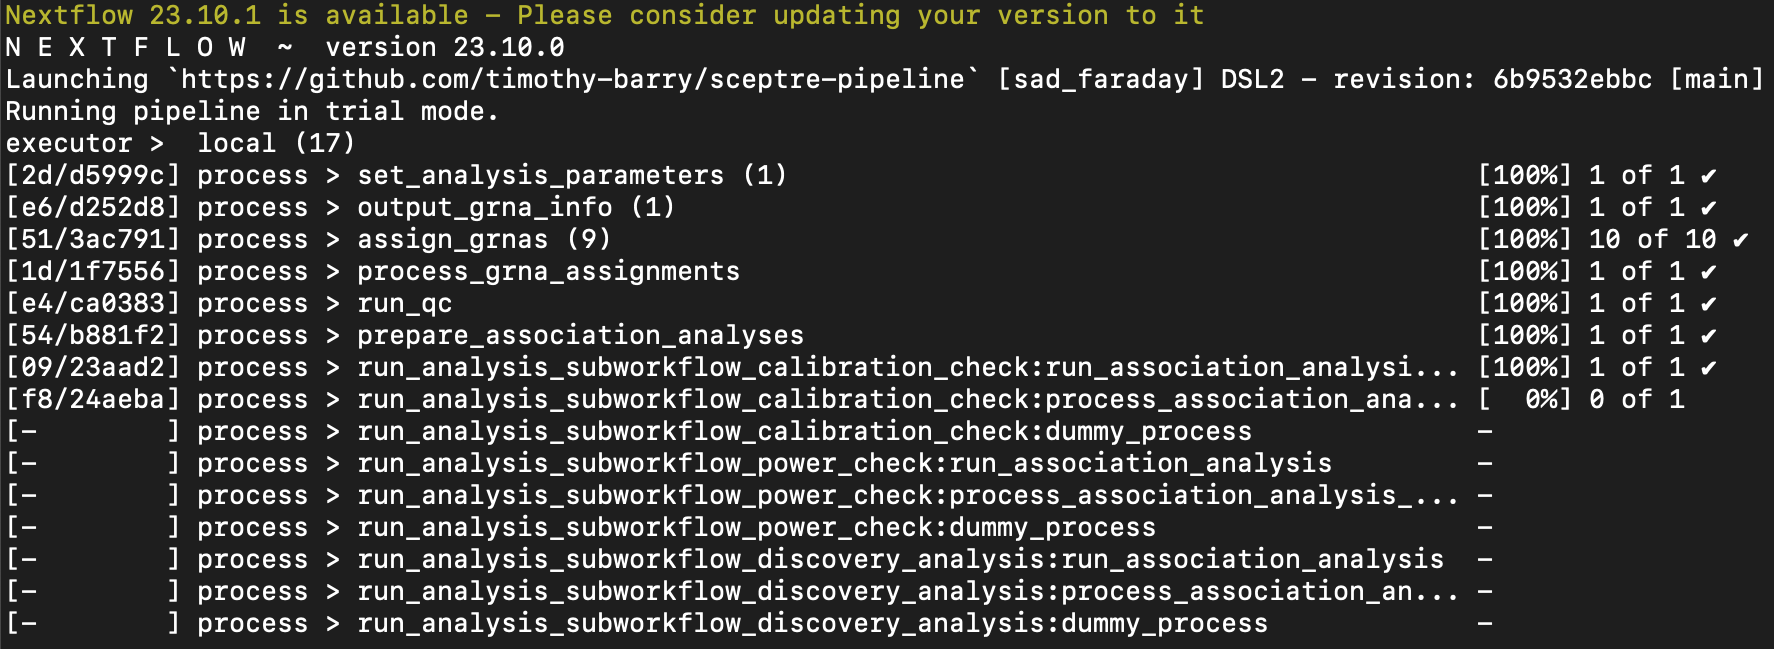 Nextflow 23.10.1 is available - Please consider updating your version to it
N E X T F L O W  ~  version 23.10.0
Launching `https://github.com/timothy-barry/sceptre-pipeline` [sad_faraday] DSL2 - revision: 6b9532ebbc [main]
Running pipeline in trial mode.
executor >  local (17)
[2d/d5999c] process > set_analysis_parameters (1) [100%] 1 of 1 ✔
[e6/d252d8] process > output_grna_info (1) [100%] 1 of 1 ✔
[51/3ac791] process > assign_grnas (9) [100%] 10 of 10 ✔
[1d/1f7556] process > process_grna_assignments [100%] 1 of 1 ✔
[e4/ca0383] process > run_qc [100%] 1 of 1 ✔
[54/b881f2] process > prepare_association_analyses [100%] 1 of 1 ✔
[09/23aad2] process > run_analysis_subworkflow_calibration_check:run_association_analysi... [100%] 1 of 1 ✔
[f8/24aeba] process > run_analysis_subworkflow_calibration_check:process_association_ana... [  0%] 0 of 1
[-        ] process > run_analysis_subworkflow_calibration_check:dummy_process -
[-        ] process > run_analysis_subworkflow_power_check:run_association_analysis -
[-        ] process > run_analysis_subworkflow_power_check:process_association_analysis_... -
[-        ] process > run_analysis_subworkflow_power_check:dummy_process -
[-        ] process > run_analysis_subworkflow_discovery_analysis:run_association_analysis -
[-        ] process > run_analysis_subworkflow_discovery_analysis:process_association_an... -
[-        ] process > run_analysis_subworkflow_discovery_analysis:dummy_process -